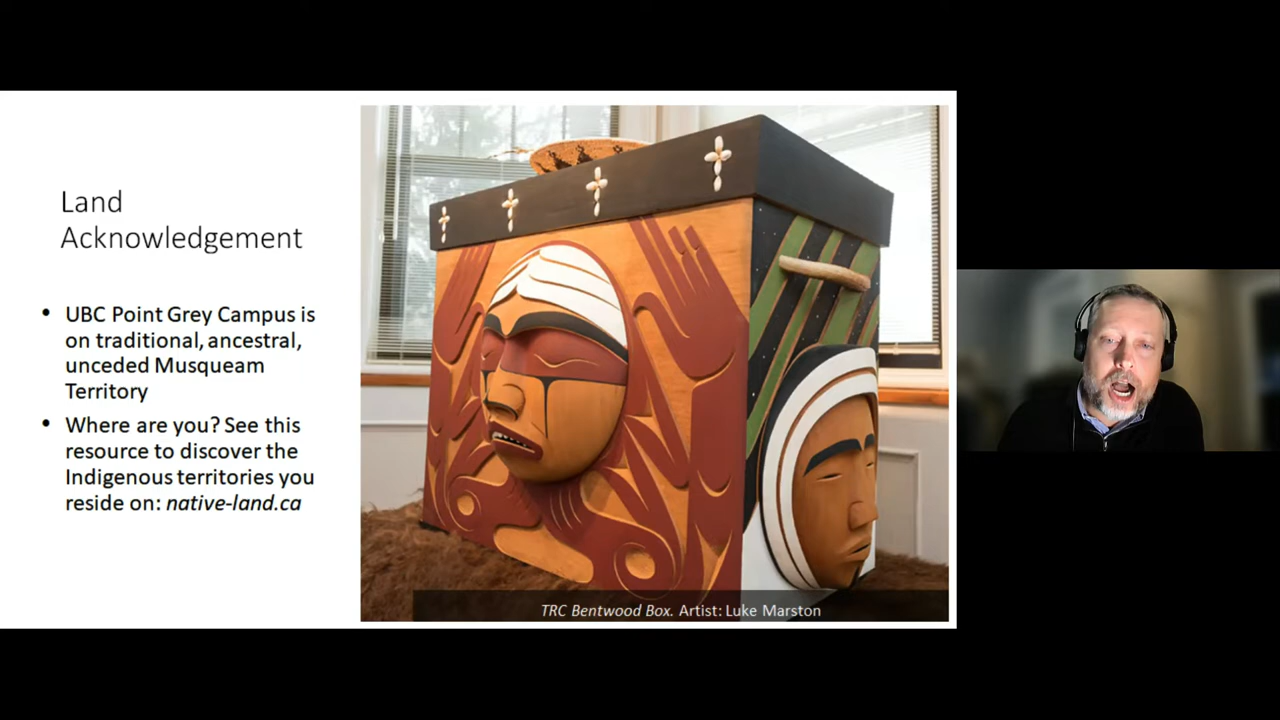 Land
Acknowledgement
• UBC Point Grey Campus is
on traditional, ancestral,
unceded Musqueam
Territory
• Where are you? See this
resource to discover the
Indigenous territories you
reside on: native-land.ca
TRC Bentwood Box. Artist: Luke Marston